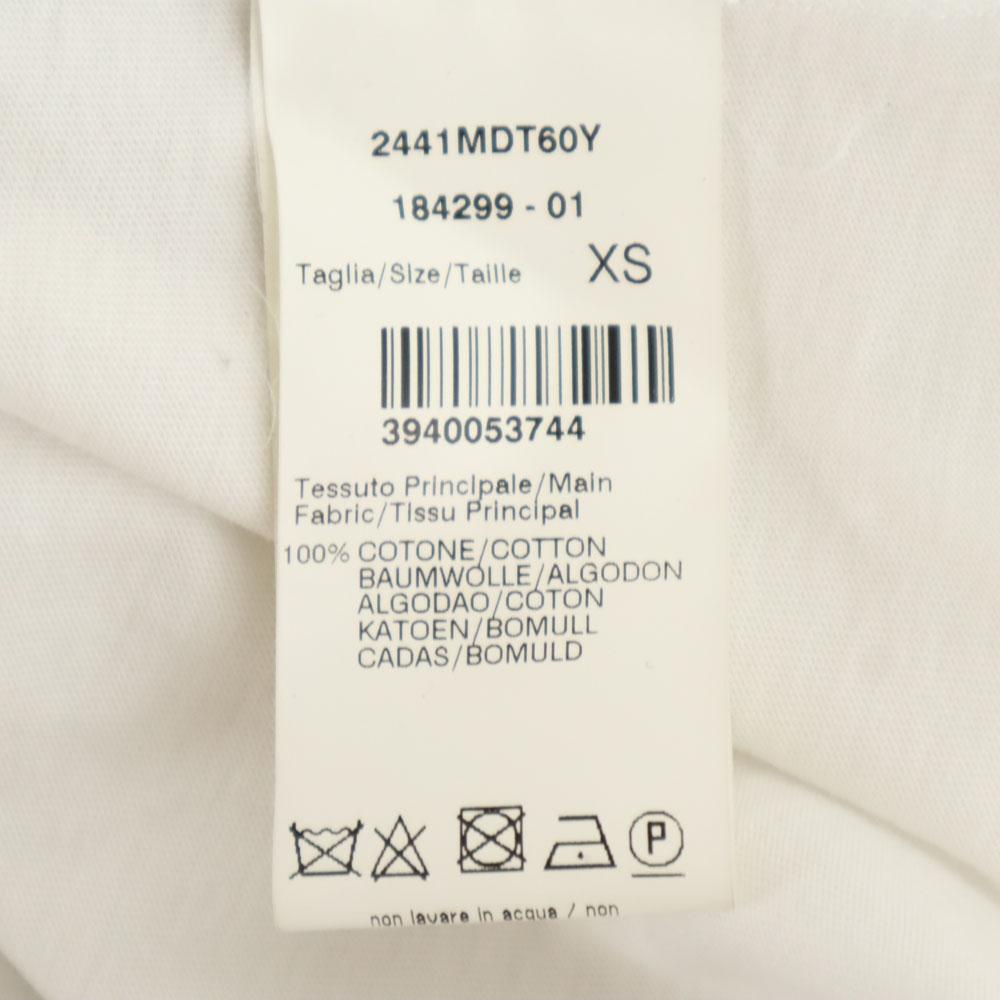 2441MDT60Y
184299 - 01
Taglia/Size/Taille XS
3940053744
Tessuto Principale/Main
Fabric/Tissu Principal
100% COTONE/COTTON
BAUMWOLLE/ALGODON
ALGODAO/COTON
KATOEN/BOMULL
CADAS/BOMULD
P
non lavare in acqua / non